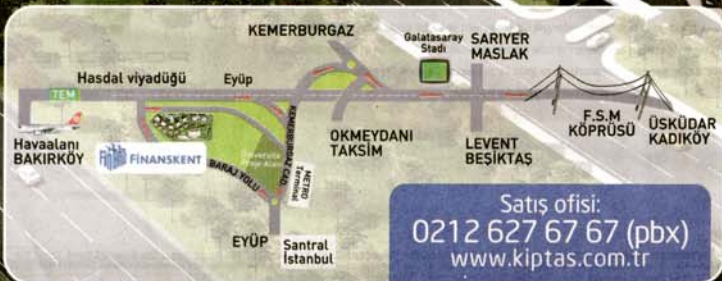 KEMERBURGAZ
Galatasaray
Stadı
SARIYER
MASLAK
Hasdal viyadüğü
Eyüp
TEM
Havaalanı
BAKIRKÖY
FİNANSKENT
KEMERBURGAZ CAD.
BARAJ YOLU
METRO
Terminal
OKMEYDANI
TAKSİM
LEVENT
BEŞİKTAŞ
F.S.M
KÖPRÜSÜ
ÜSKÜDAR
KADIKÖY
EYÜP
Santral
İstanbul
Satış ofisi:
0212 627 67 67 (pbx)
www.kiptas.com.tr